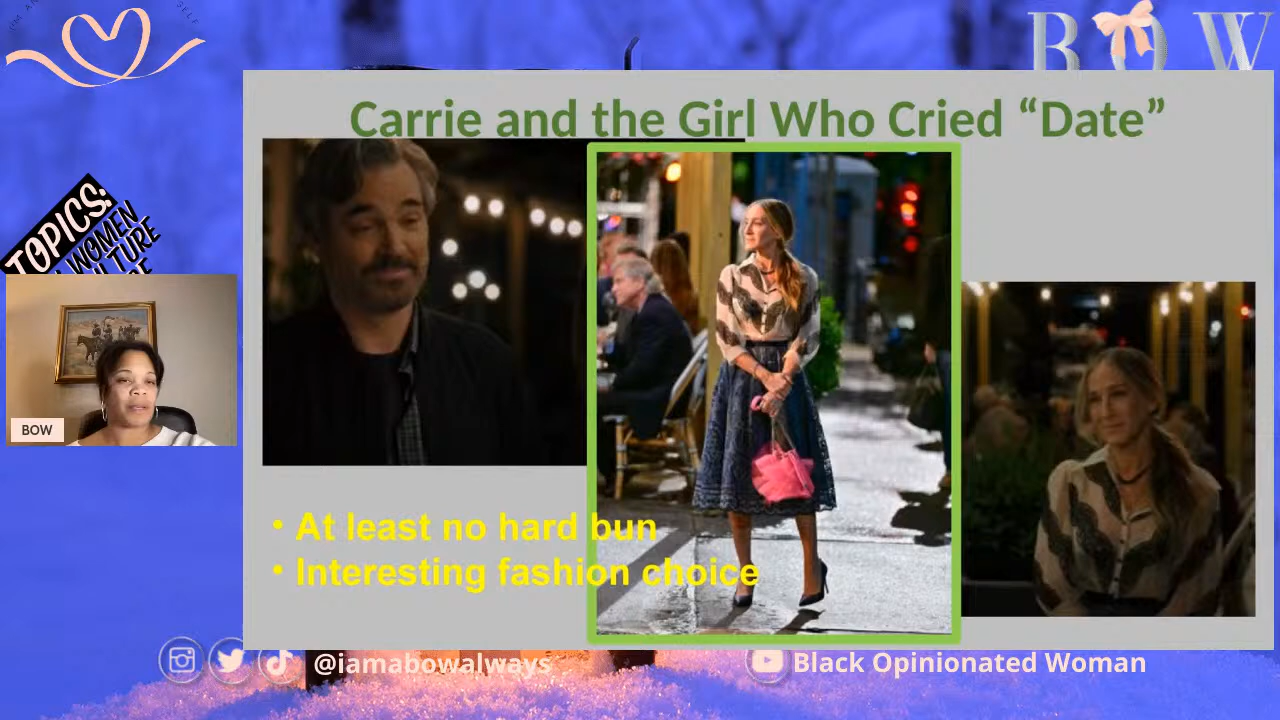 B O W
Carrie and the Girl Who Cried “Date”
TOPICS:
WOMEN
BOW
• At least no hard bun
• Interesting fashion choice
@iamabowalways
Black Opinionated Woman